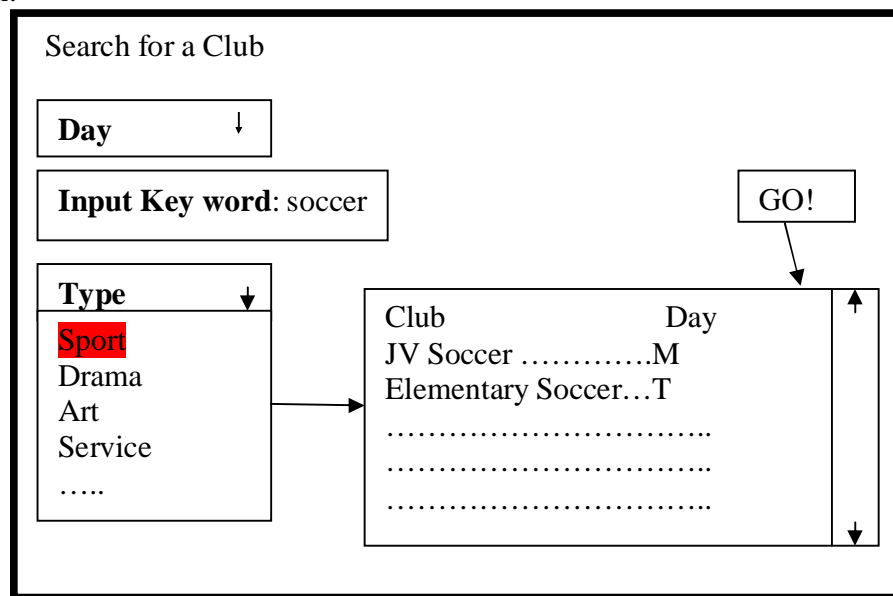 Search for a Club
Day
Input Key word: soccer
GO!
Type
Sport
Drama
Art
Service
…..
Club Day
JV Soccer ………….M
Elementary Soccer…T
……………………………..
……………………………..
……………………………..